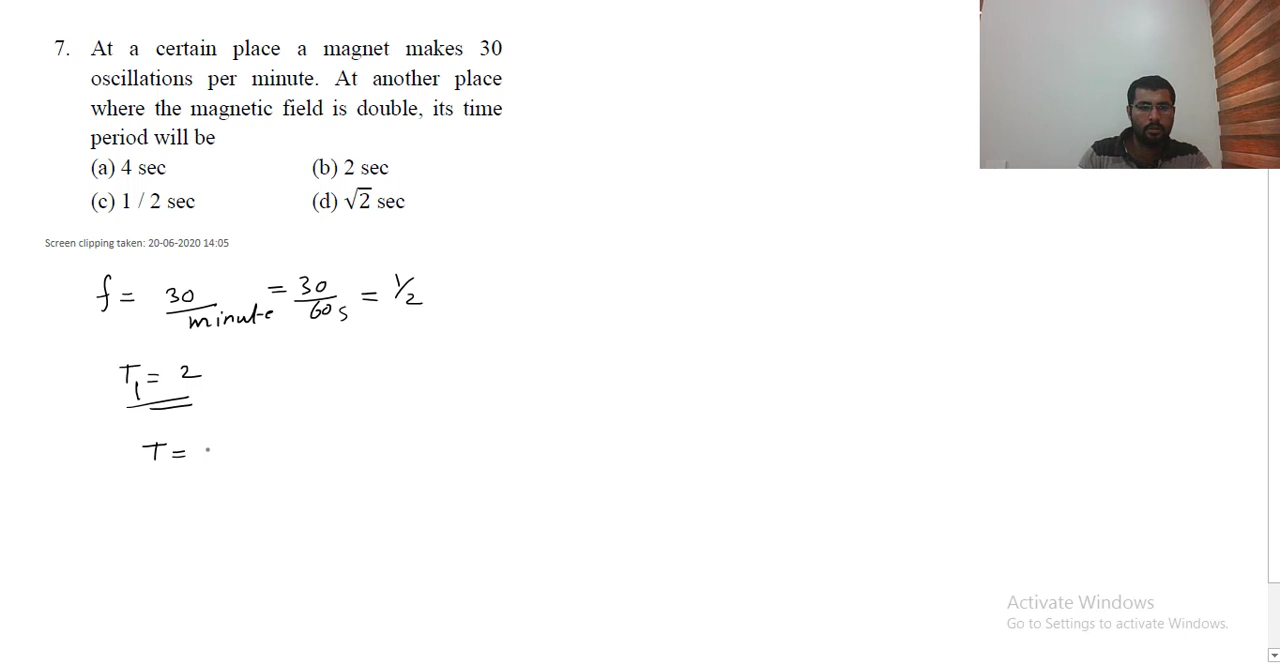 7. At a certain place a magnet makes 30
oscillations per minute. At another place
where the magnetic field is double, its time
period will be
(a) 4 sec (b) 2 sec
(c) 1 / 2 sec (d) √2 sec
Screen clipping taken: 20-06-2020 14:05
f = 30/minute = 30/60s = 1/2
T₁ = 2
T =
Activate Windows
Go to Settings to activate Windows.